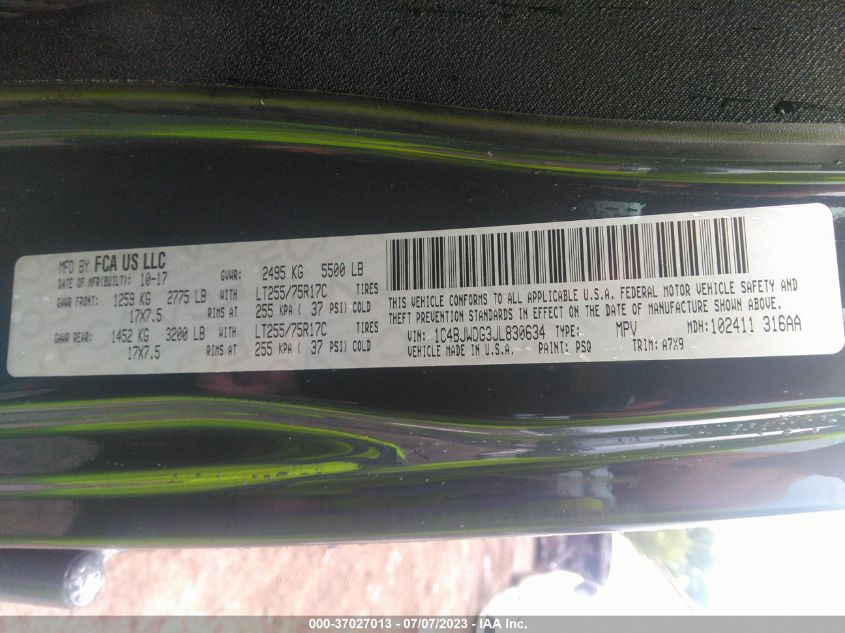 MFD BY FCA US LLC
DATE OF MFR(BUILT): 10-17 GVWR: 2495 KG 5500 LB
GAWR FRONT: 1259 KG 2775 LB WITH LT255/75R17C TIRES
17X7.5 RIMS AT 255 KPA ( 37 PSI) COLD
GAWR REAR: 1452 KG 3200 LB WITH LT255/75R17C TIRES
17X7.5 RIMS AT 255 KPA ( 37 PSI) COLD
THIS VEHICLE CONFORMS TO ALL APPLICABLE U.S.A. FEDERAL MOTOR VEHICLE SAFETY AND
THEFT PREVENTION STANDARDS IN EFFECT ON THE DATE OF MANUFACTURE SHOWN ABOVE.
VIN: 1C4BJWDG3JL830634 TYPE: MPV MDH: 102411 316AA
VEHICLE MADE IN U.S.A. PAINT: PSQ TRIM: A7X9
000-37027013 - 07/07/2023 - IAA Inc.